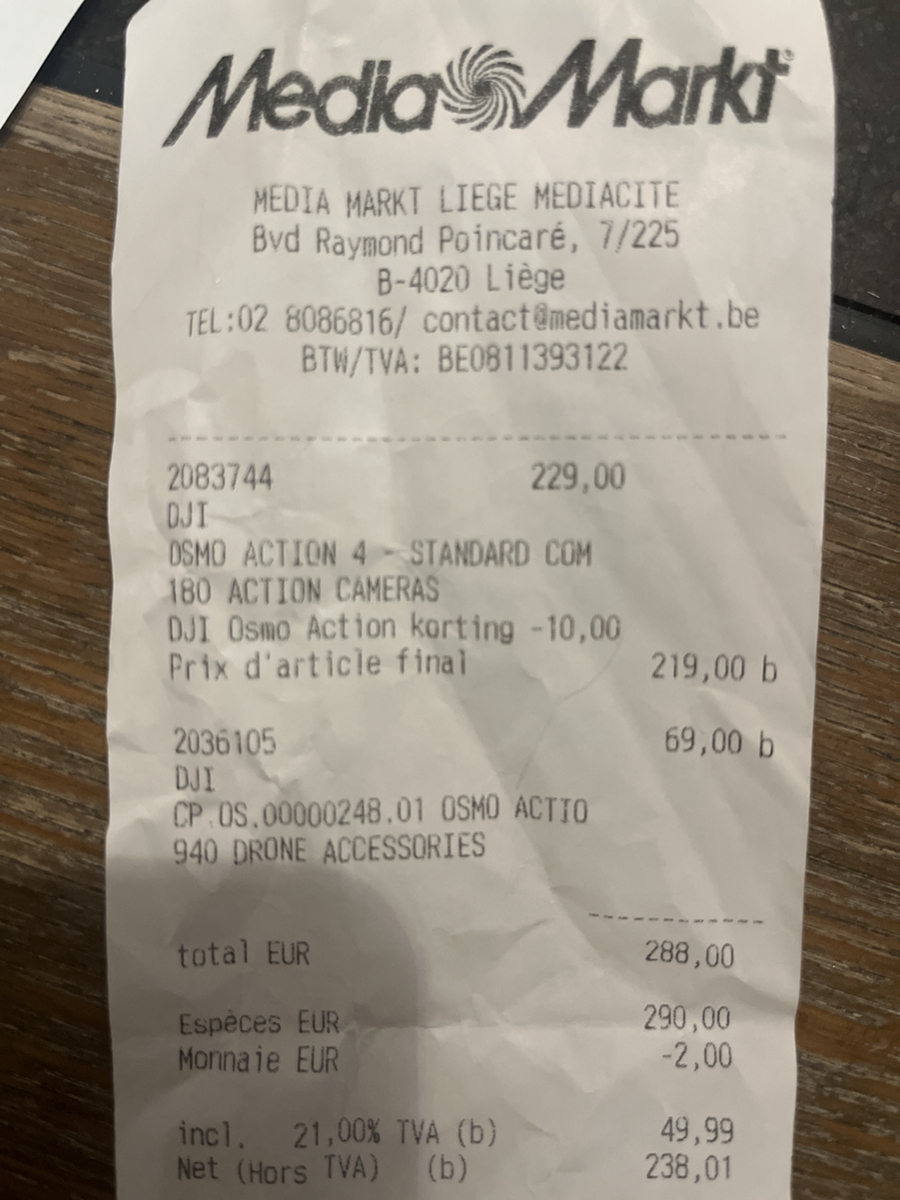 MediaMarkt®
MEDIA MARKT LIEGE MEDIACITE
Bvd Raymond Poincaré, 7/225
B-4020 Liège
TEL:02 8086816/ contact@mediamarkt.be
BTW/TVA: BE0811393122
2083744 229,00
DJI
OSMO ACTION 4 - STANDARD COM
180 ACTION CAMERAS
DJI Osmo Action korting -10,00
Prix d'article final 219,00 b
2036105 69,00 b
DJI
CP.OS.00000248.01 OSMO ACTIO
940 DRONE ACCESSORIES
total EUR 288,00
Espèces EUR 290,00
Monnaie EUR -2,00
incl. 21,00% TVA (b) 49,99
Net (Hors TVA) (b) 238,01